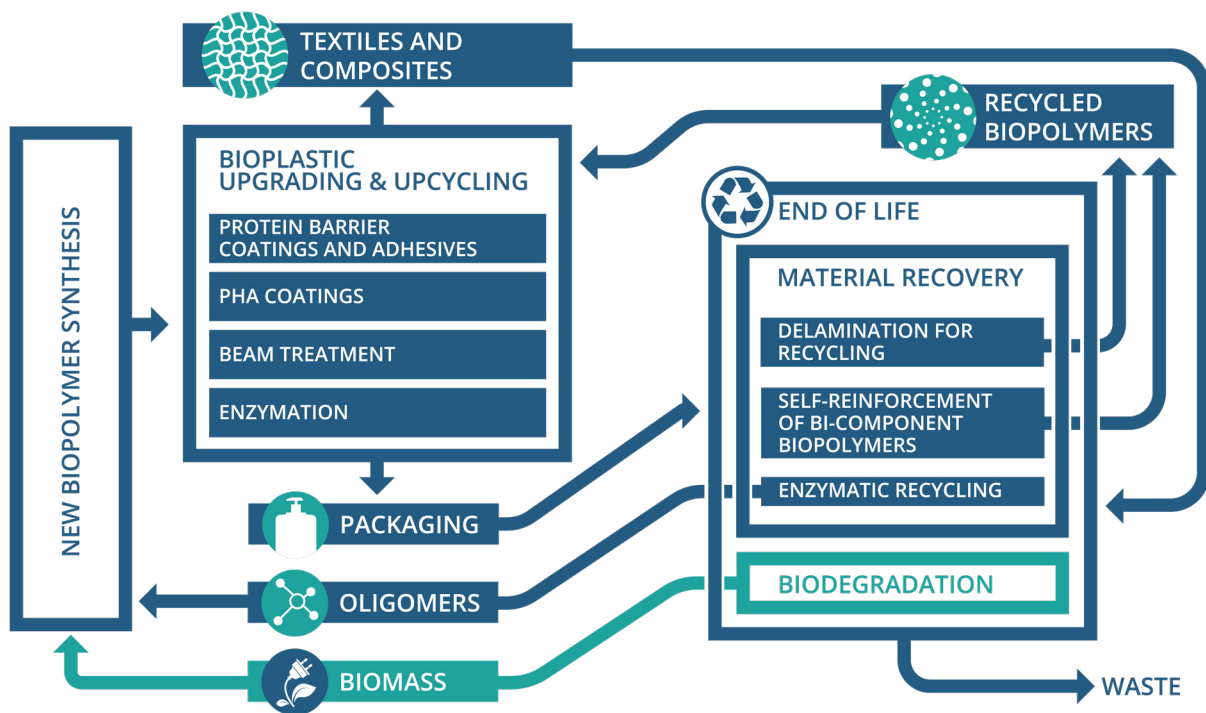 TEXTILES AND
COMPOSITES
RECYCLED
BIOPOLYMERS
NEW BIOPOLYMER SYNTHESIS
BIOPLASTIC
UPGRADING & UPCYCLING
PROTEIN BARRIER
COATINGS AND ADHESIVES
PHA COATINGS
BEAM TREATMENT
ENZYMATION
END OF LIFE
MATERIAL RECOVERY
DELAMINATION FOR
RECYCLING
SELF-REINFORCEMENT
OF BI-COMPONENT
BIOPOLYMERS
ENZYMATIC RECYCLING
BIODEGRADATION
PACKAGING
OLIGOMERS
BIOMASS
WASTE